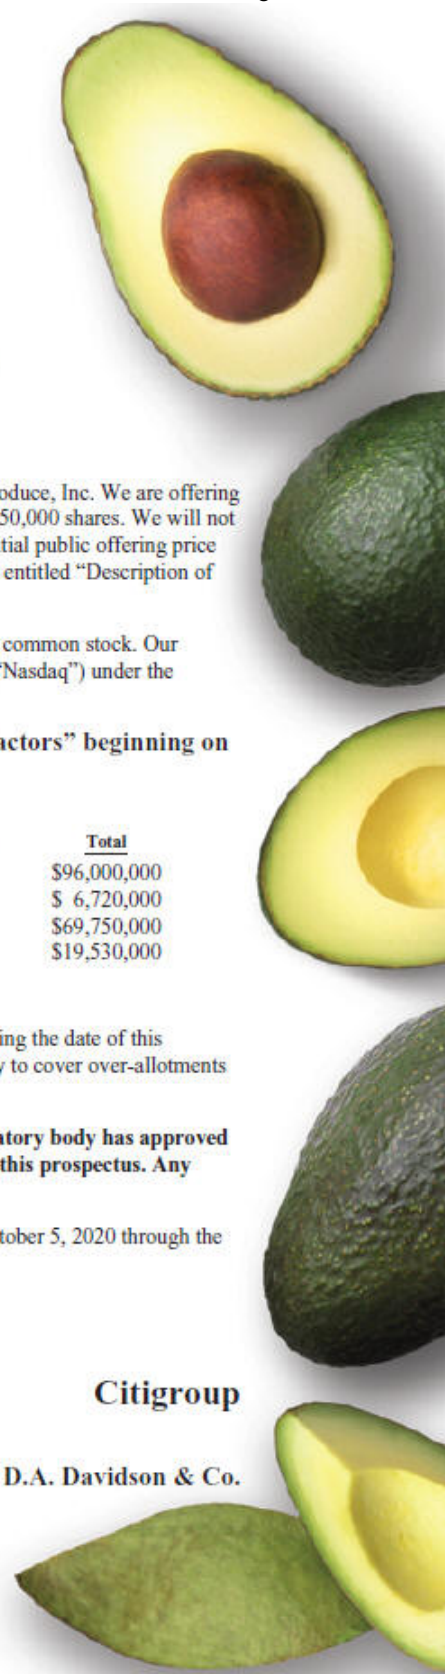 oduce, Inc. We are offering
50,000 shares. We will not
tial public offering price
entitled “Description of
common stock. Our
“Nasdaq”) under the
actors” beginning on
Total
$96,000,000
$ 6,720,000
$69,750,000
$19,530,000
ing the date of this
y to cover over-allotments
atory body has approved
this prospectus. Any
tober 5, 2020 through the
Citigroup
D.A. Davidson & Co.